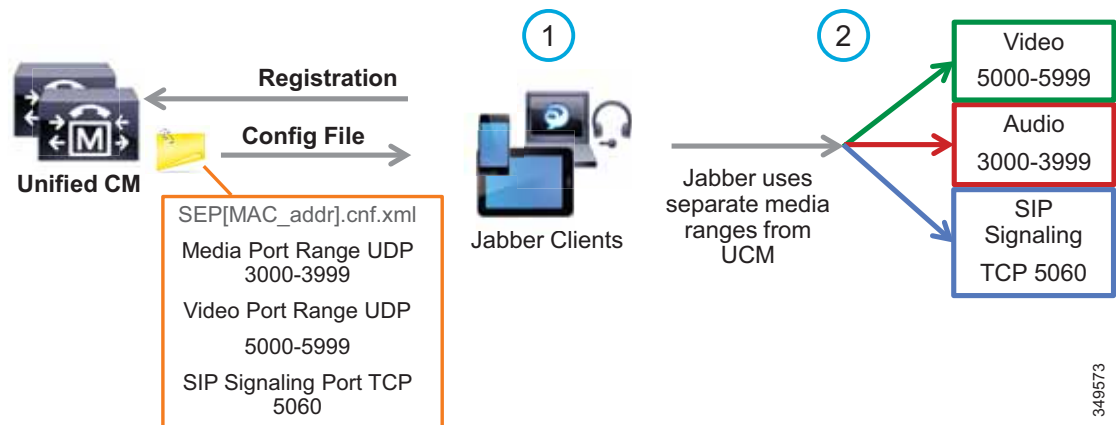 1
2
Registration
Config File
Unified CM
M
SEP[MAC_addr].cnf.xml
Media Port Range UDP
3000-3999
Video Port Range UDP
5000-5999
SIP Signaling Port TCP
5060
Jabber Clients
Jabber uses
separate media
ranges from
UCM
Video
5000-5999
Audio
3000-3999
SIP
Signaling
TCP 5060
349573